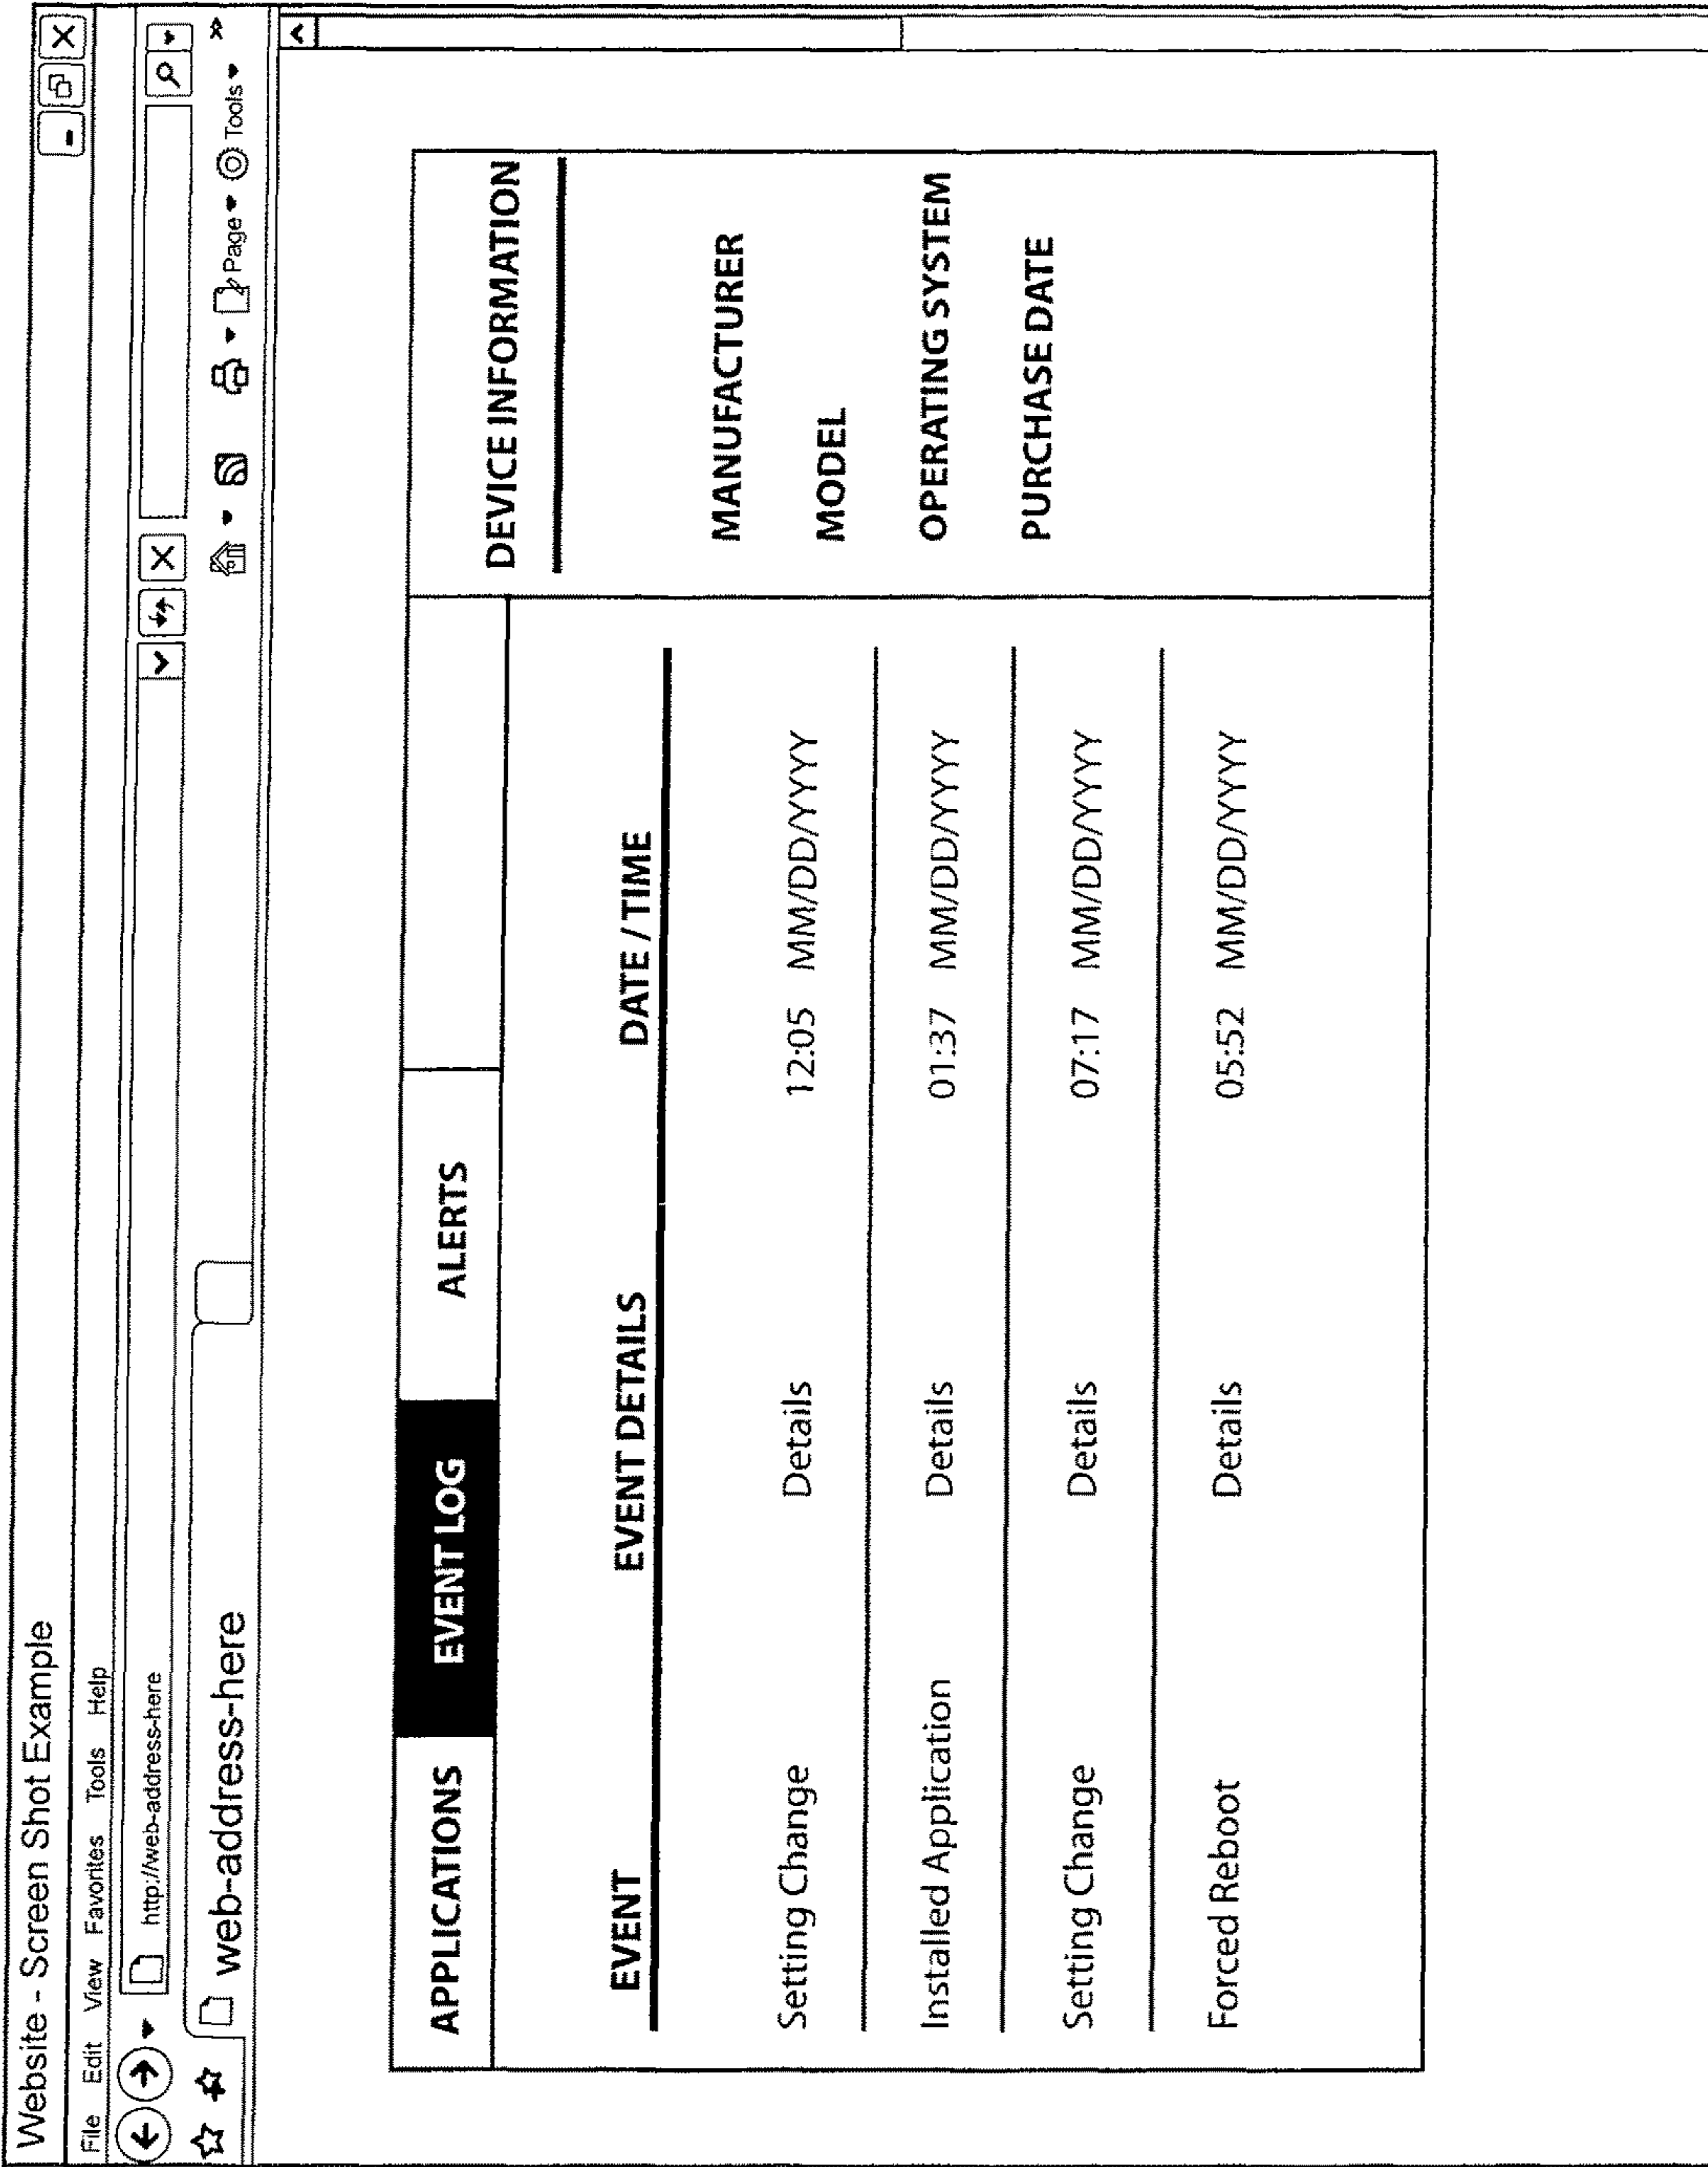 Website - Screen Shot Example
File Edit View Favorites Tools Help
http://web-address-here
web-address-here
Page Tools
APPLICATIONS EVENT LOG ALERTS
DEVICE INFORMATION
EVENT EVENT DETAILS DATE / TIME
Setting Change Details 12:05 MM/DD/YYYY
Installed Application Details 01:37 MM/DD/YYYY
Setting Change Details 07:17 MM/DD/YYYY
Forced Reboot Details 05:52 MM/DD/YYYY
MANUFACTURER
MODEL
OPERATING SYSTEM
PURCHASE DATE